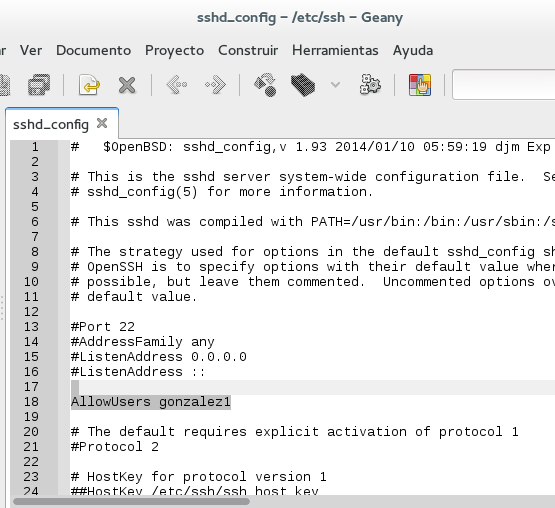 sshd_config – /etc/ssh – Geany
Ver Documento Proyecto Construir Herramientas Ayuda
sshd_config
1 # $OpenBSD: sshd_config,v 1.93 2014/01/10 05:59:19 djm Exp
2
3 # This is the sshd server system-wide configuration file.
4 # sshd_config(5) for more information.
5
6 # This sshd was compiled with PATH=/usr/bin:/bin:/usr/sbin:/s
7
8 # The strategy used for options in the default sshd_config sh
9 # OpenSSH is to specify options with their default value wher
10 # possible, but leave them commented. Uncommented options ov
11 # default value.
12
13 #Port 22
14 #AddressFamily any
15 #ListenAddress 0.0.0.0
16 #ListenAddress ::
17
18 AllowUsers gonzalez1
19
20 # The default requires explicit activation of protocol 1
21 #Protocol 2
22
23 # HostKey for protocol version 1
24 ##HostKey /etc/ssh/ssh_host_key